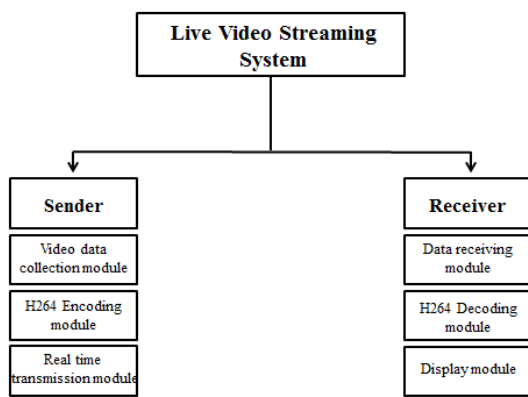 Live Video Streaming
System
Sender
Video data
collection module
H264 Encoding
module
Real time
transmission module
Receiver
Data receiving
module
H264 Decoding
module
Display module